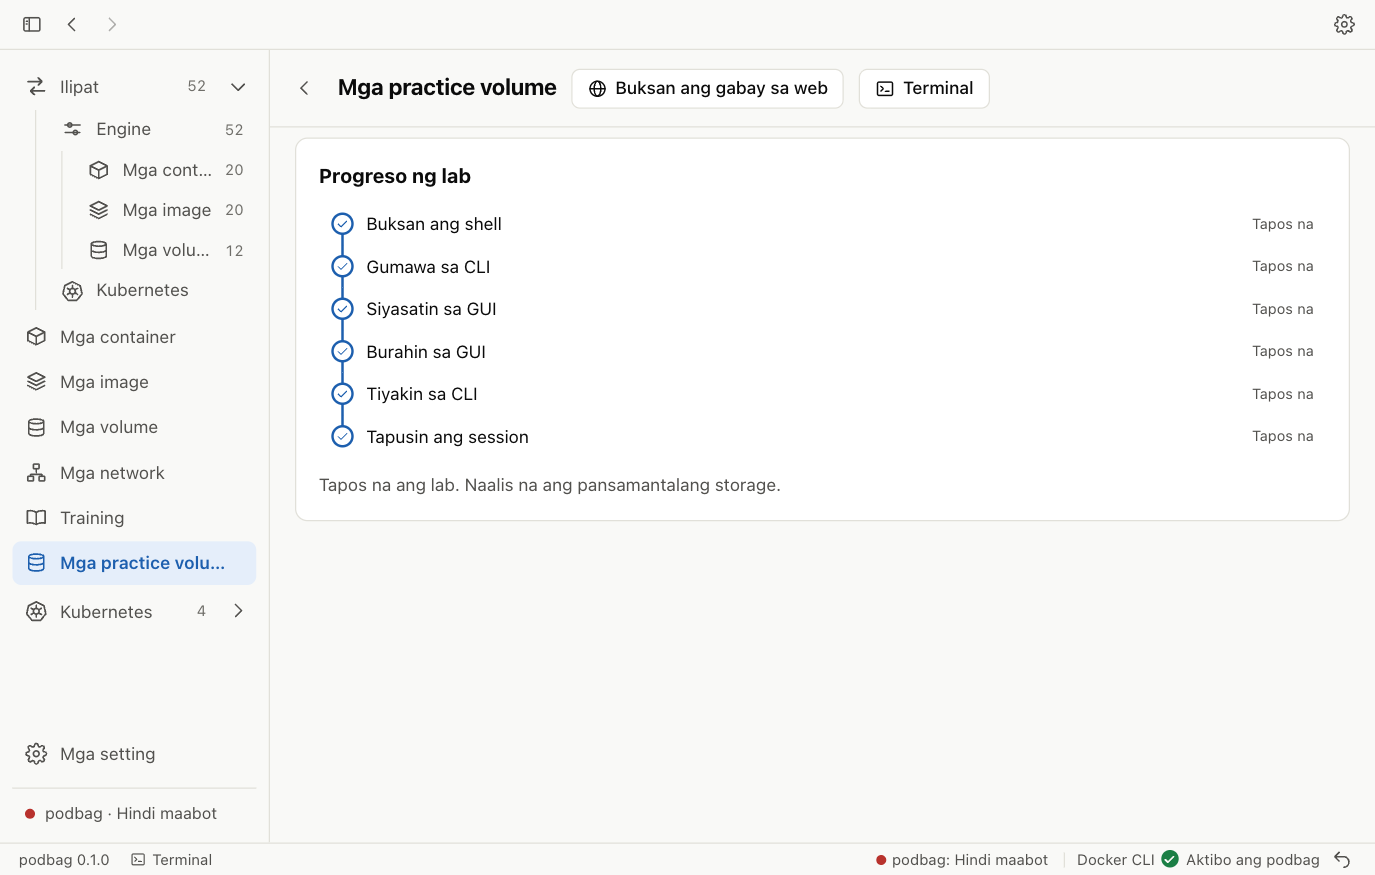 Ilipat 52
Engine 52
Mga cont... 20
Mga image 20
Mga volu... 12
Kubernetes
Mga container
Mga image
Mga volume
Mga network
Training
Mga practice volu...
Kubernetes 4
Mga setting
podbag · Hindi maabot
Mga practice volume
Buksan ang gabay sa web
Terminal
Progreso ng lab
Buksan ang shell Tapos na
Gumawa sa CLI Tapos na
Siyasatin sa GUI Tapos na
Burahin sa GUI Tapos na
Tiyakin sa CLI Tapos na
Tapusin ang session Tapos na
Tapos na ang lab. Naalis na ang pansamantalang storage.
podbag 0.1.0 Terminal podbag: Hindi maabot Docker CLI Aktibo ang podbag